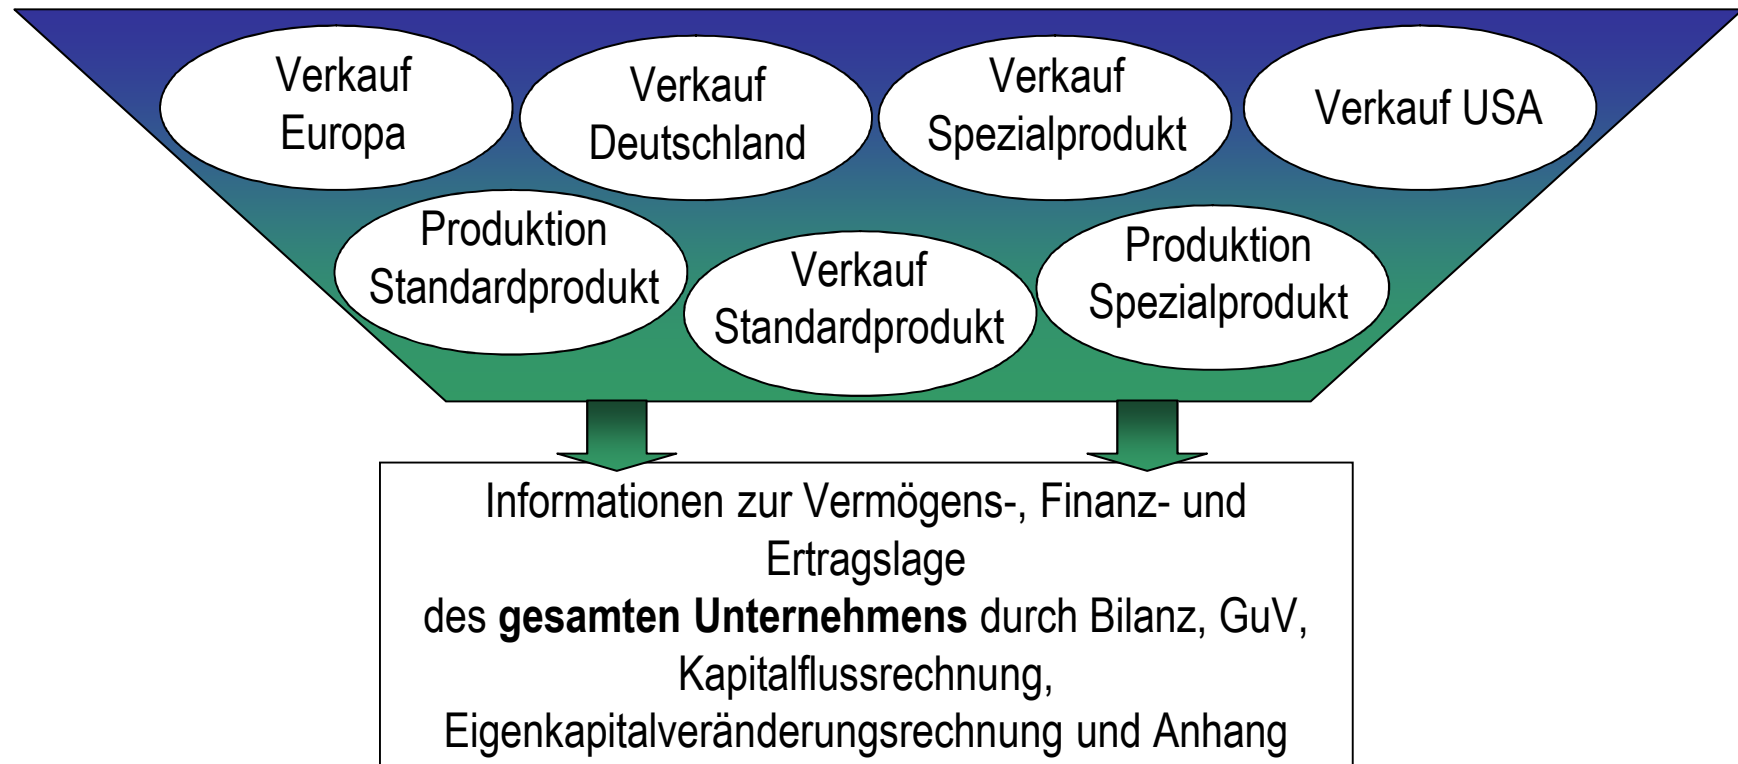 Verkauf
Europa
Verkauf
Deutschland
Verkauf
Spezialprodukt
Verkauf USA
Produktion
Standardprodukt
Verkauf
Standardprodukt
Produktion
Spezialprodukt
Informationen zur Vermögens-, Finanz- und
Ertragslage
des gesamten Unternehmens durch Bilanz, GuV,
Kapitalflussrechnung,
Eigenkapitalveränderungsrechnung und Anhang